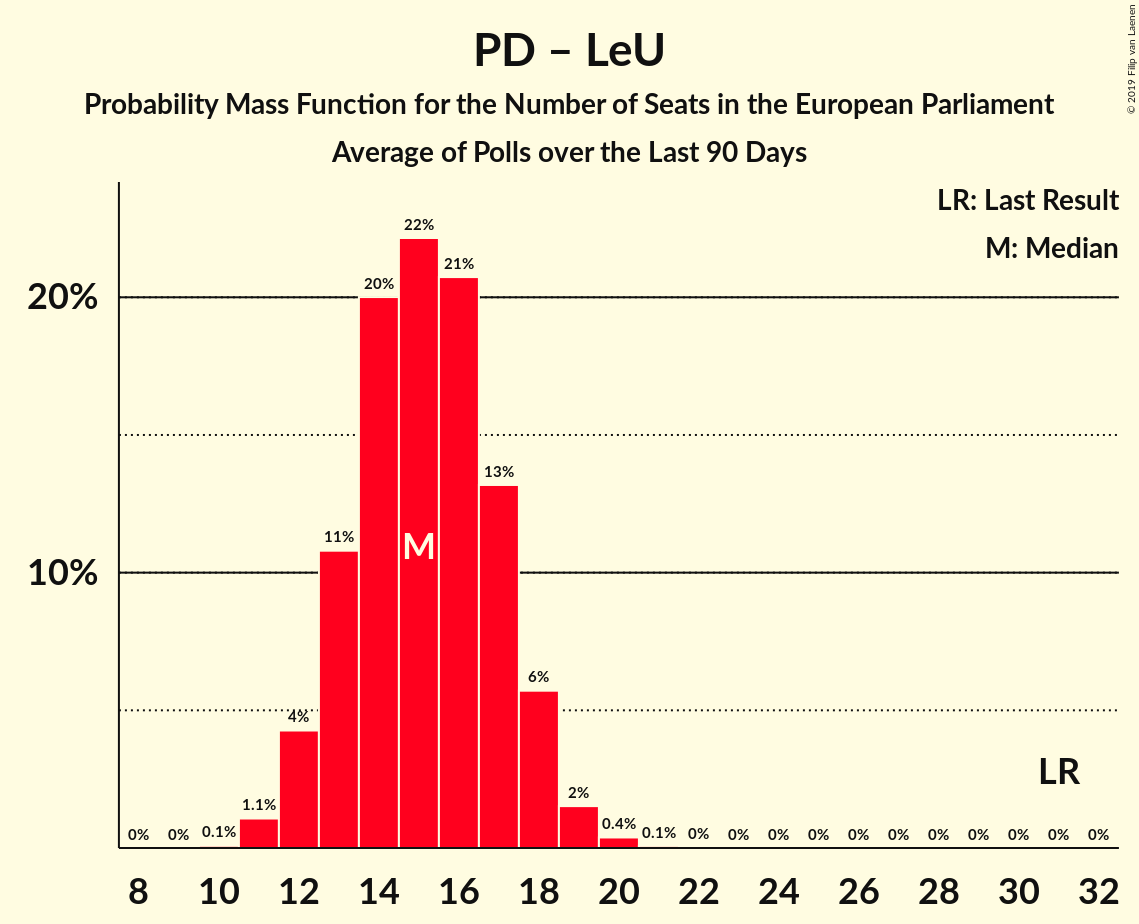 PD – LeU
Probability Mass Function for the Number of Seats in the European Parliament
Average of Polls over the Last 90 Days
© 2019 Filip van Laenen
LR: Last Result
M: Median
22%
21%
20%
20%
13%
11%
M
10%
6%
4%
LR
2%
1.1%
0.4%
0% 0% 0.1% 0.1% 0% 0% 0% 0% 0% 0% 0% 0% 0% 0% 0%
8 10 12 14 16 18 20 22 24 26 28 30 32